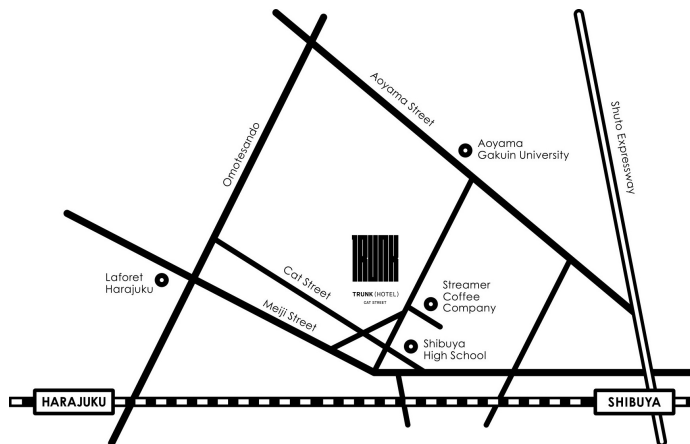 Aoyama Street
Omotesando
Shuto Expressway
Aoyama
Gakuin University
TRUNK
TRUNK (HOTEL)
CAT STREET
Laforet
Harajuku
Cat Street
Meiji Street
Streamer
Coffee
Company
Shibuya
High School
HARAJUKU
SHIBUYA